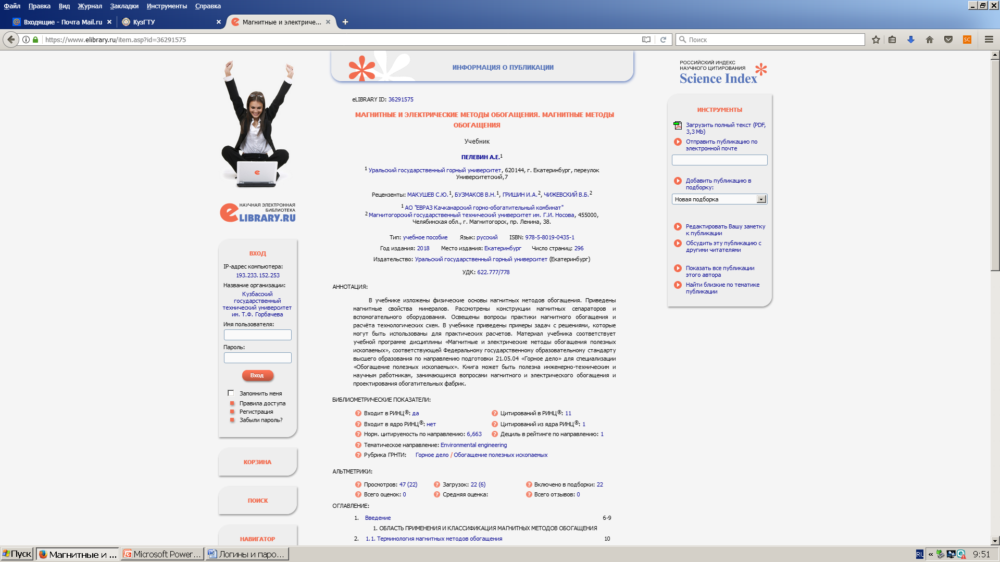 Файл Правка Вид Журнал Закладки Инструменты Справка
Входящие - Почта Mail.ru КузГТУ Магнитные и электриче...
https://www.elibrary.ru/item.asp?id=36291575 Поиск SC
ИНФОРМАЦИЯ О ПУБЛИКАЦИИ
РОССИЙСКИЙ ИНДЕКС
НАУЧНОГО ЦИТИРОВАНИЯ
Science Index
eLIBRARY ID: 36291575
МАГНИТНЫЕ И ЭЛЕКТРИЧЕСКИЕ МЕТОДЫ ОБОГАЩЕНИЯ. МАГНИТНЫЕ МЕТОДЫ
ОБОГАЩЕНИЯ
Учебник
ПЕЛЕВИН А.Е.1
1 Уральский государственный горный университет, 620144, г. Екатеринбург, переулок
Университетский,7
Рецензенты: МАКУШЕВ С.Ю.1, БУЗМАКОВ В.Н.1, ГРИШИН И.А.2, ЧИЖЕВСКИЙ В.Б.2
1 АО "ЕВРАЗ Качканарский горно-обогатительный комбинат"
2 Магнитогорский государственный технический университет им. Г.И. Носова, 455000,
Челябинская обл., г. Магнитогорск, пр. Ленина, 38.
Тип: учебное пособие Язык: русский ISBN: 978-5-8019-0435-1
Год издания: 2018 Место издания: Екатеринбург Число страниц: 296
Издательство: Уральский государственный горный университет (Екатеринбург)
УДК: 622.777/778
АННОТАЦИЯ:
В учебнике изложены физические основы магнитных методов обогащения. Приведены
магнитные свойства минералов. Рассмотрены конструкции магнитных сепараторов и
вспомогательного оборудования. Освещены вопросы практики магнитного обогащения и
расчёта технологических схем. В учебнике приведены примеры задач с решениями, которые
могут быть использованы для практических расчетов. Материал учебника соответствует
учебной программе дисциплины «Магнитные и электрические методы обогащения полезных
ископаемых», соответствующей Федеральному государственному образовательному стандарту
высшего образования по направлению подготовки 21.05.04 «Горное дело» для специализации
«Обогащение полезных ископаемых». Книга может быть полезна инженерно-техническим и
научным работникам, занимающимся вопросами магнитного и электрического обогащения и
проектирования обогатительных фабрик.
БИБЛИОМЕТРИЧЕСКИЕ ПОКАЗАТЕЛИ:
? Входит в РИНЦ®: да ? Цитирований в РИНЦ®: 11
? Входит в ядро РИНЦ®: нет ? Цитирований из ядра РИНЦ®: 1
? Норм. цитируемость по направлению: 6,663 ? Дециль в рейтинге по направлению: 1
? Тематическое направление: Environmental engineering
? Рубрика ГРНТИ: Горное дело / Обогащение полезных ископаемых
АЛЬТМЕТРИКИ:
? Просмотров: 47 (22) ? Загрузок: 22 (6) ? Включено в подборки: 22
? Всего оценок: 0 ? Средняя оценка: ? Всего отзывов: 0
ОГЛАВЛЕНИЕ:
1. Введение 6-9
1. ОБЛАСТЬ ПРИМЕНЕНИЯ И КЛАССИФИКАЦИЯ МАГНИТНЫХ МЕТОДОВ ОБОГАЩЕНИЯ
2. 1.1. Терминология магнитных методов обогащения 10
e
НАУЧНАЯ ЭЛЕКТРОННАЯ
БИБЛИОТЕКА
eLIBRARY.RU
ВХОД
IP-адрес компьютера:
193.233.152.253
Название организации:
Кузбасский
государственный
технический университет
им. Т.Ф. Горбачева
Имя пользователя:
Пароль:
Вход
Запомнить меня
Правила доступа
Регистрация
Забыли пароль?
КОРЗИНА
ПОИСК
НАВИГАТОР
ИНСТРУМЕНТЫ
Загрузить полный текст (PDF,
3,3 Mb)
Отправить публикацию по
электронной почте
Добавить публикацию в
подборку:
Новая подборка
Редактировать Вашу заметку
к публикации
Обсудить эту публикацию с
другими читателями
Показать все публикации
этого автора
Найти близкие по тематике
публикации
Пуск Магнитные и ... Microsoft Power... Логины и паро... RU « 9:51